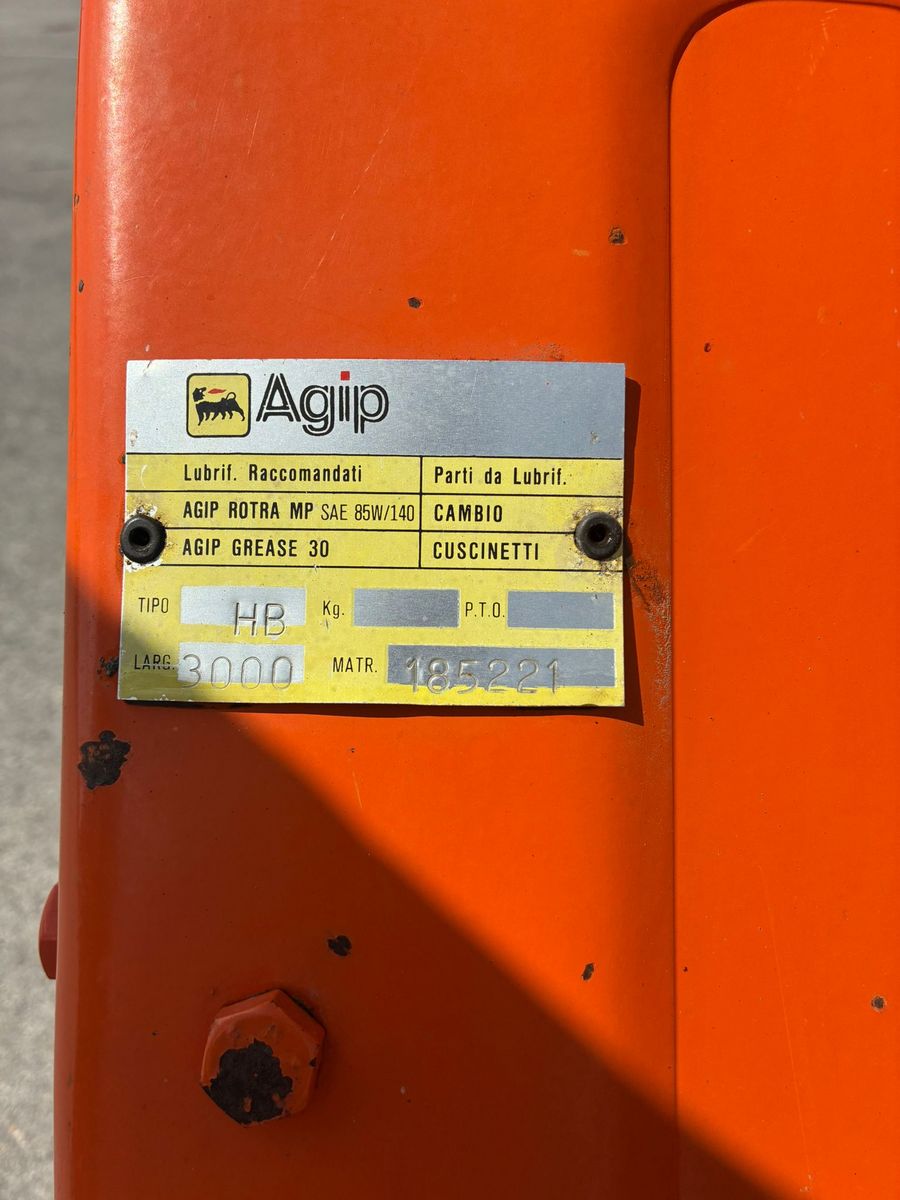 Agip
Lubrif. Raccomandati Parti da Lubrif.
AGIP ROTRA MP SAE 85W/140 CAMBIO
AGIP GREASE 30 CUSCINETTI
TIPO HB Kg. P.T.O.
LARG. 3000 MATR. 185221